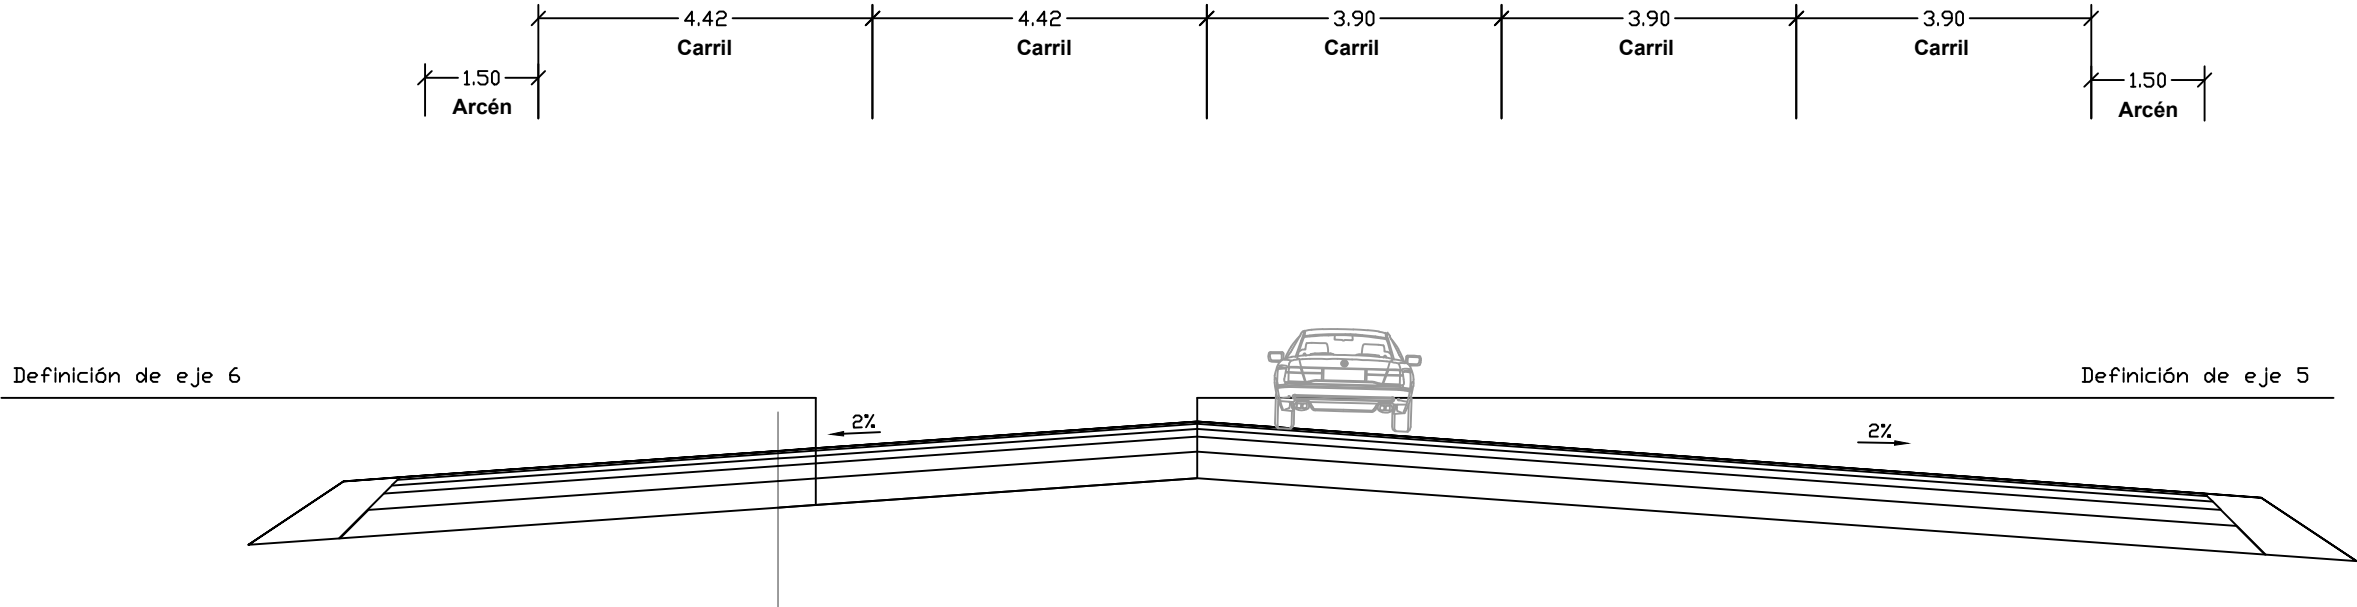 4.42 4.42 3.90 3.90 3.90
Carril Carril Carril Carril Carril
1.50 1.50
Arcén Arcén
Definición de eje 6 Definición de eje 5
2% 2%